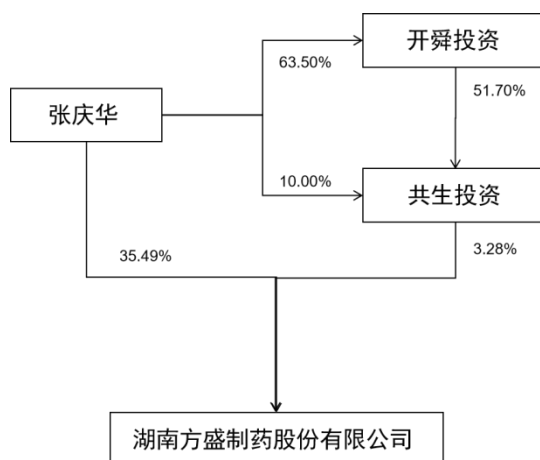 开舜投资
63.50%
51.70%
张庆华
10.00%
共生投资
35.49%
3.28%
湖南方盛制药股份有限公司